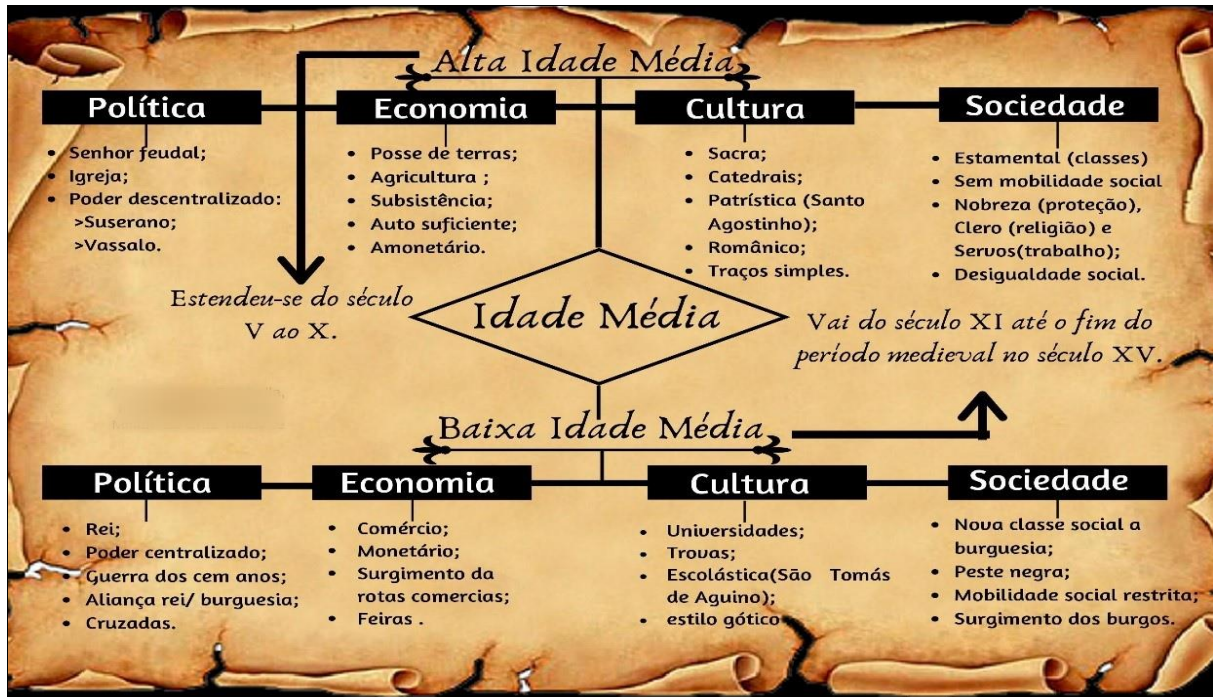 Alta Idade Média
Política
• Senhor feudal;
• Igreja;
• Poder descentralizado:
>Suserano;
>Vassalo.
Economia
• Posse de terras;
• Agricultura ;
• Subsistência;
• Auto suficiente;
• Amonetário.
Cultura
• Sacra;
• Catedrais;
• Patrística (Santo
Agostinho);
• Românico;
• Traços simples.
Sociedade
• Estamental (classes)
• Sem mobilidade social
• Nobreza (proteção),
Clero (religião) e
Servos(trabalho);
• Desigualdade social.
Estendeu-se do século
V ao X.
Idade Média
Vai do século XI até o fim do
período medieval no século XV.
Baixa Idade Média
Política
• Rei;
• Poder centralizado;
• Guerra dos cem anos;
• Aliança rei/ burguesia;
• Cruzadas.
Economia
• Comércio;
• Monetário;
• Surgimento da
rotas comercias;
• Feiras .
Cultura
• Universidades;
• Trovas;
• Escolástica(São Tomás
de Aguino);
• estilo gótico
Sociedade
• Nova classe social a
burguesia;
• Peste negra;
• Mobilidade social restrita;
• Surgimento dos burgos.